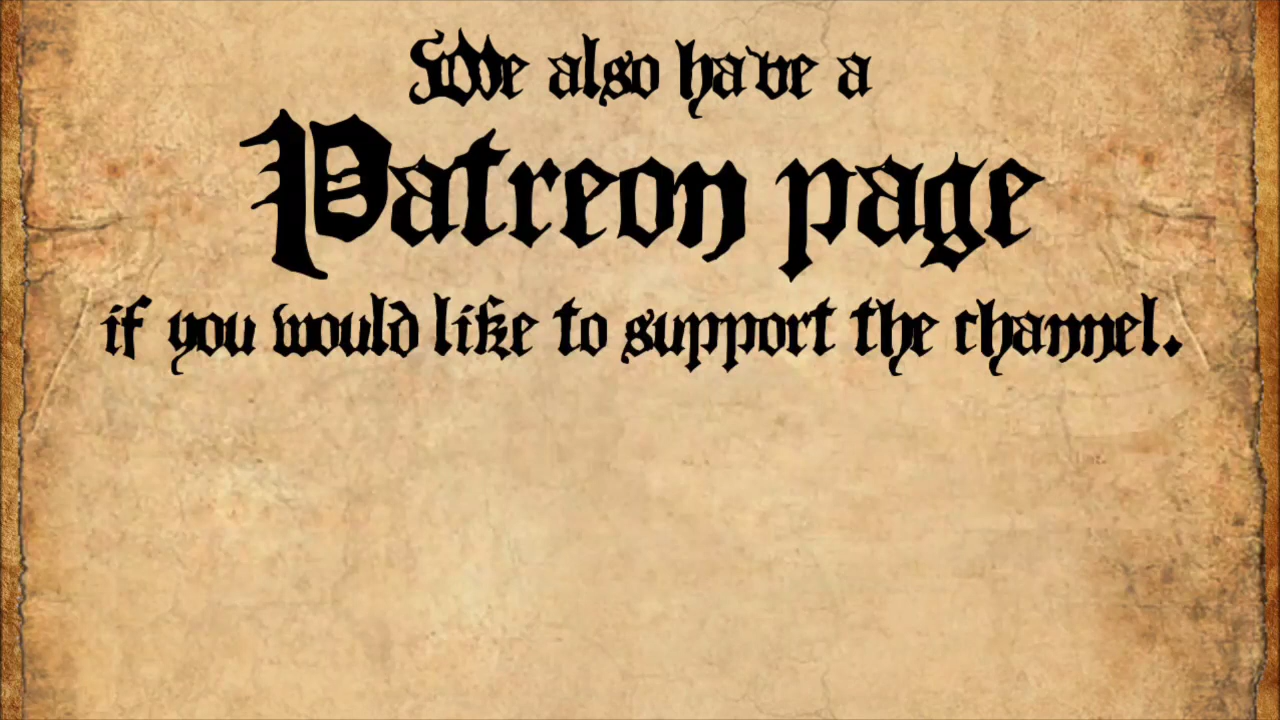 We also have a
Patreon page
if you would like to support the channel.